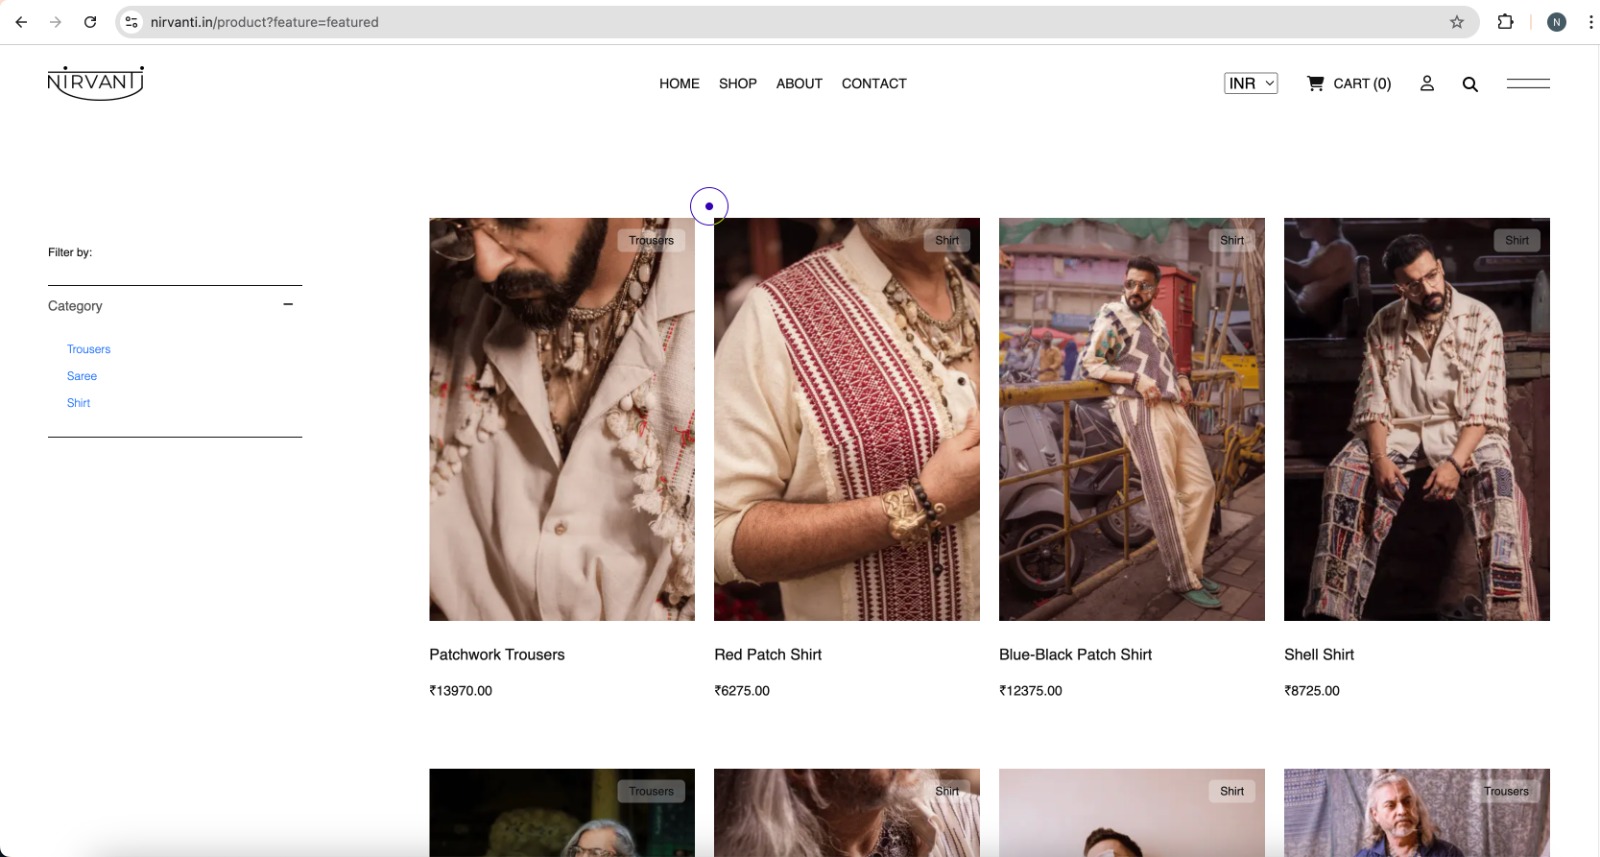 nirvanti.in/product?feature=featured
N
NIRVANTI
HOME SHOP ABOUT CONTACT
INR
CART (0)
Filter by:
Category
Trousers
Saree
Shirt
Trousers
Shirt
Shirt
Shirt
Patchwork Trousers
₹13970.00
Red Patch Shirt
₹6275.00
Blue-Black Patch Shirt
₹12375.00
Shell Shirt
₹8725.00
Trousers
Shirt
Shirt
Trousers